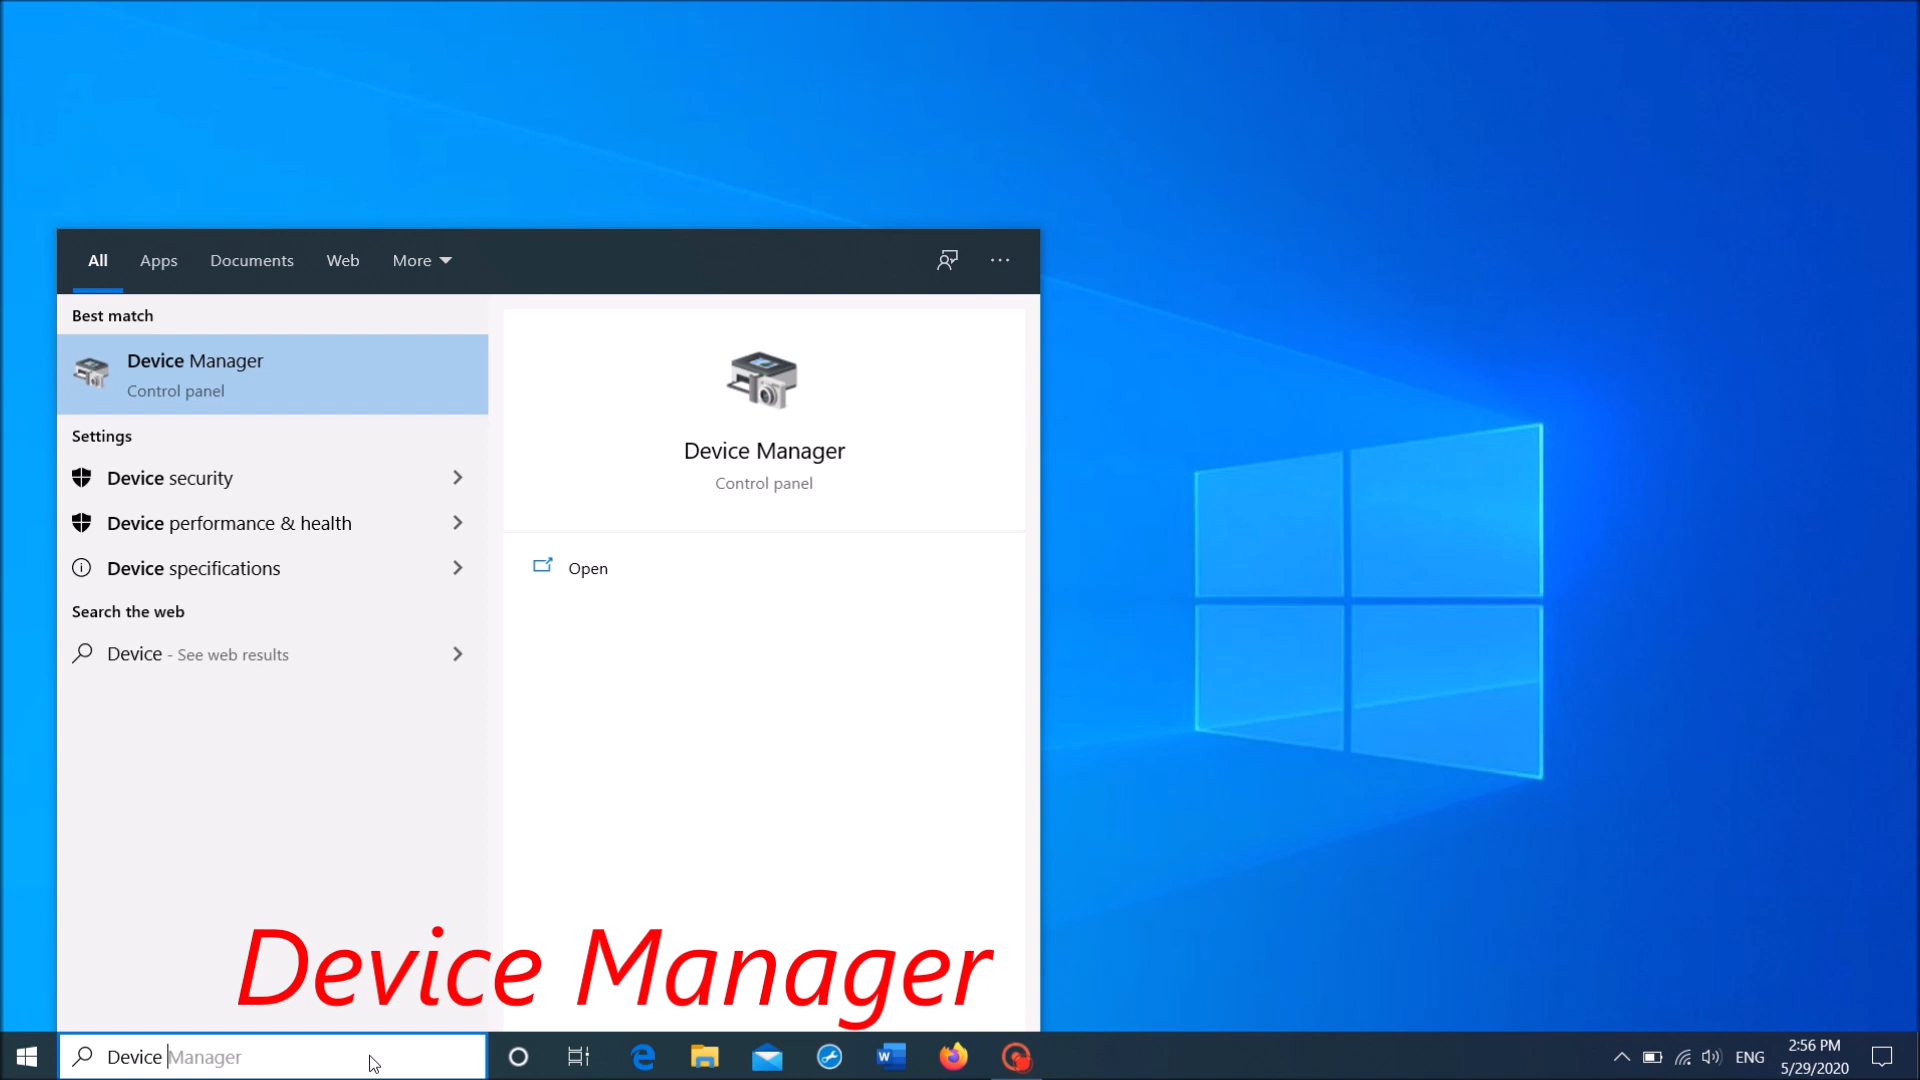 All Apps Documents Web More
Best match
Device Manager
Control panel
Settings
Device security
Device performance & health
Device specifications
Search the web
Device - See web results
Device Manager
Control panel
Open
Device Manager
Device Manager
ENG
2:56 PM
5/29/2020